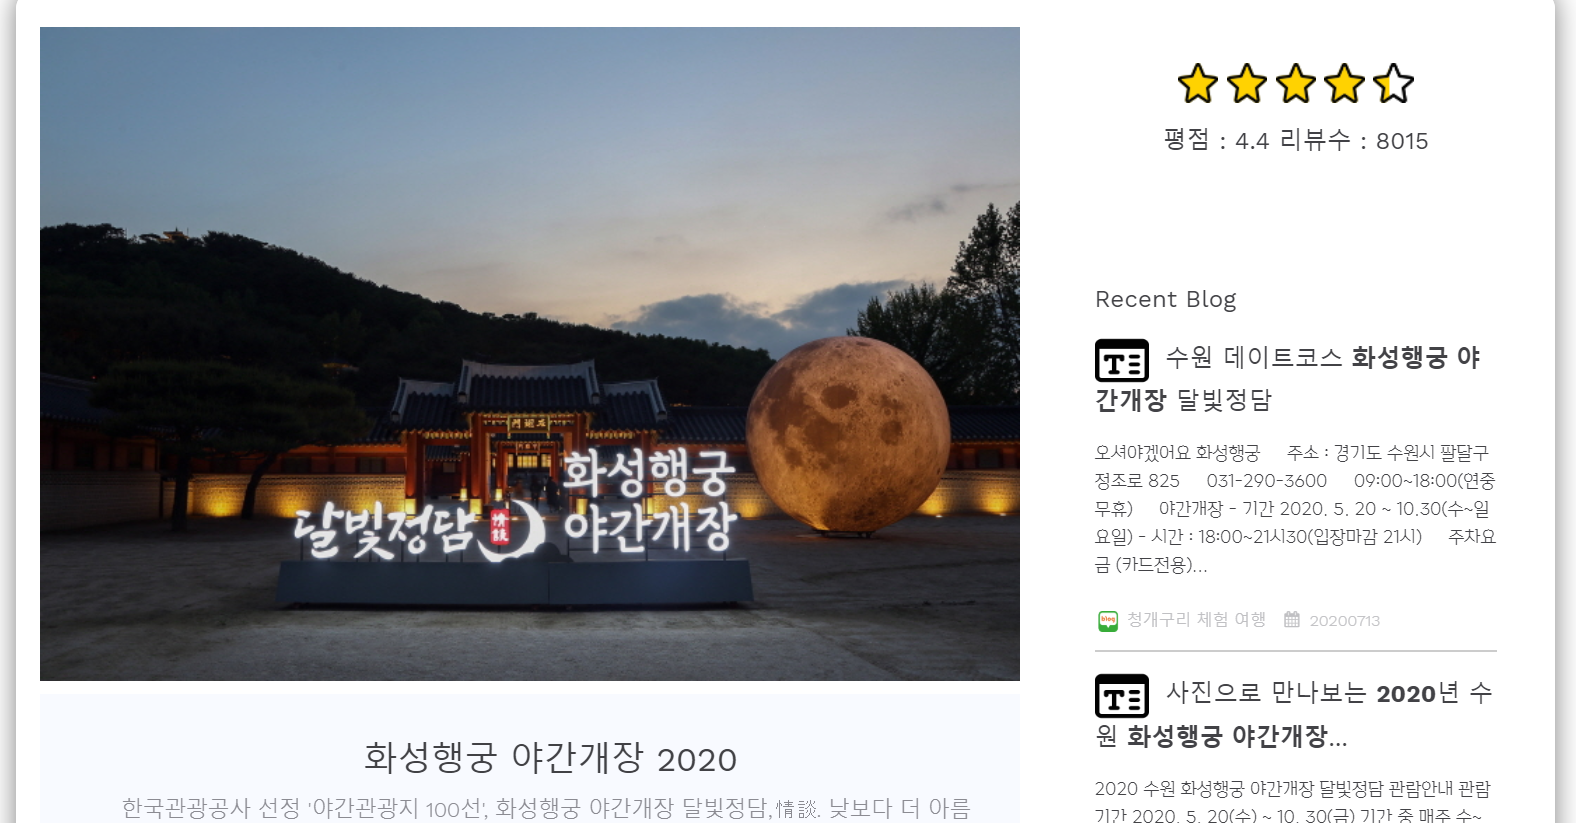 평점 : 4.4 리뷰수 : 8015
Recent Blog
수원 데이트코스 화성행궁 야
간개장 달빛정담
오셔야겠어요 화성행궁 주소 : 경기도 수원시 팔달구
정조로 825 031-290-3600 09:00~18:00(연중
무휴) 야간개장 - 기간 2020. 5. 20 ~ 10.30(수~일
요일) - 시간 : 18:00~21시30(입장마감 21시) 주차요
금 (카드전용)...
blog 청개구리 체험 여행 20200713
사진으로 만나보는 2020년 수
원 화성행궁 야간개장...
2020 수원 화성행궁 야간개장 달빛정담 관람안내 관람
기간 2020. 5. 20(수) ~ 10. 30(금) 기간 중 매주 수~
화성행궁
달빛정담 情談 야간개장
화성행궁 야간개장 2020
한국관광공사 선정 '야간관광지 100선', 화성행궁 야간개장 달빛정담,情談. 낮보다 더 아름